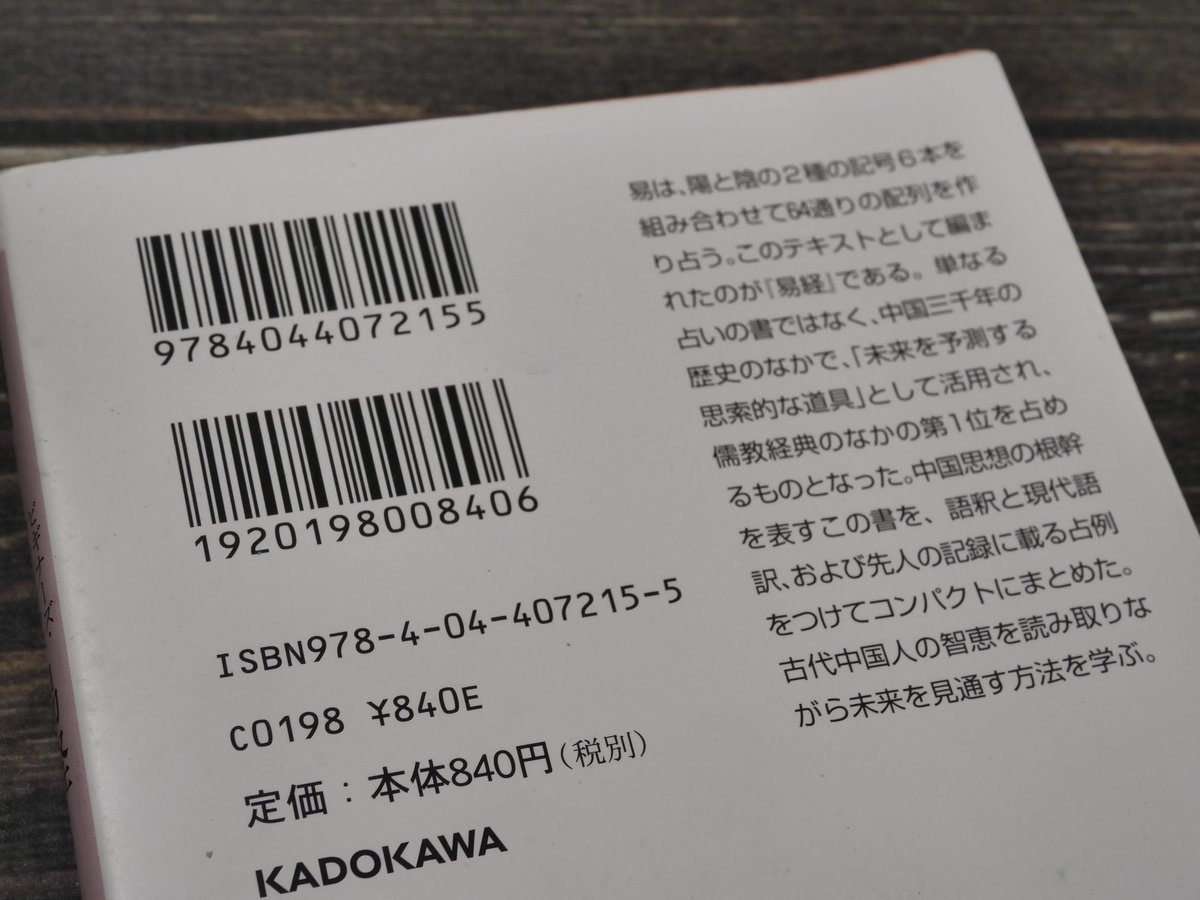 9784044072155
1920198008406
ISBN978-4-04-407215-5
C0198 ¥840E
定価：本体840円（税別）
KADOKAWA
易は、陽と陰の2種の記号6本を
組み合わせて64通りの配列を作
り占う。このテキストとして編ま
れたのが『易経』である。単なる
占いの書ではなく、中国三千年の
歴史のなかで、「未来を予測する
思索的な道具」として活用され、
儒教経典のなかの第1位を占め
るものとなった。中国思想の根幹
を表すこの書を、語釈と現代語
訳、および先人の記録に載る占例
をつけてコンパクトにまとめた。
古代中国人の智恵を読み取りな
がら未来を見通す方法を学ぶ。
ビギナーズ・